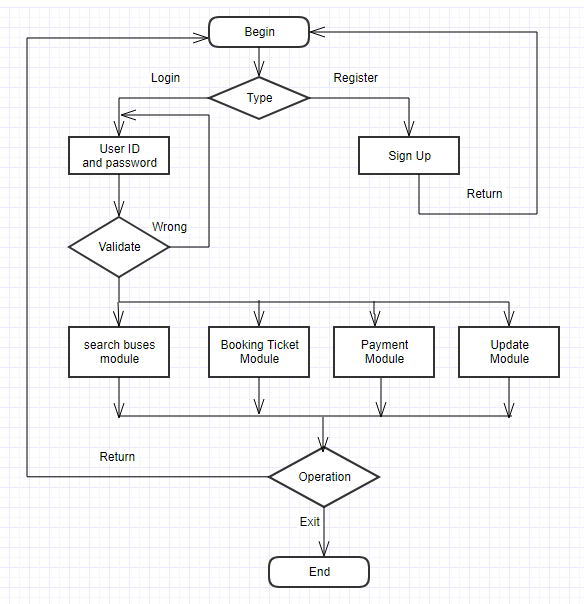 Begin
Login
Type
Register
User ID
and password
Sign Up
Return
Wrong
Validate
search buses
module
Booking Ticket
Module
Payment
Module
Update
Module
Return
Operation
Exit
End